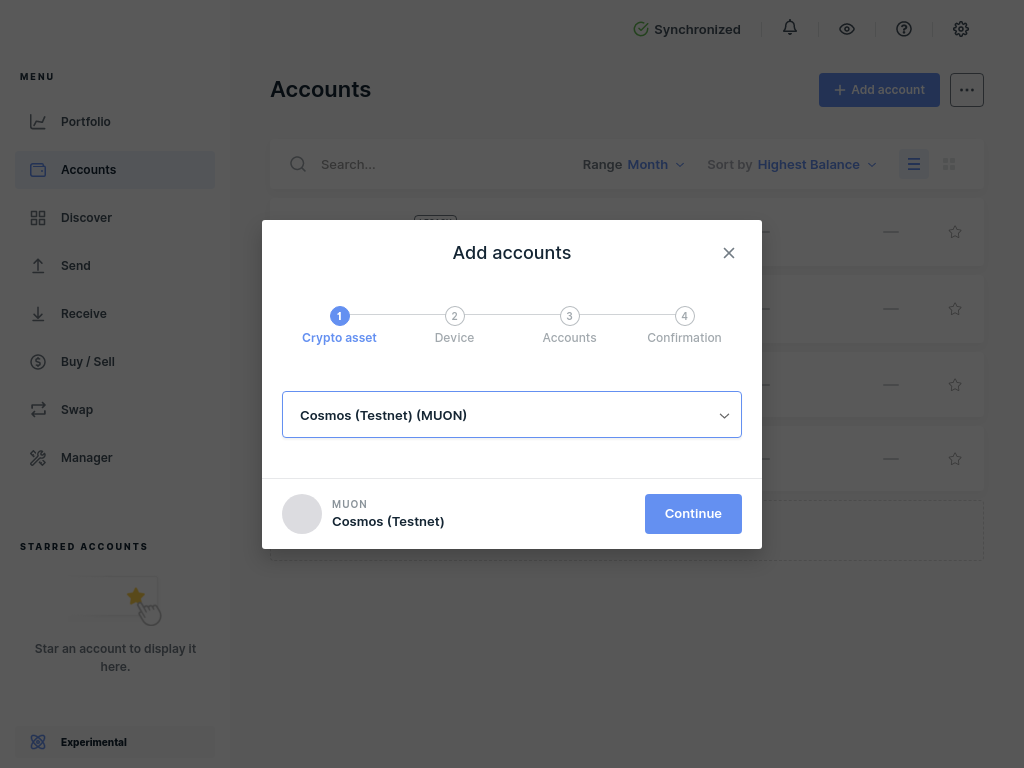 Synchronized
MENU
Accounts
+ Add account
Portfolio
Accounts
Search...
Range Month
Sort by Highest Balance
Discover
Send
Receive
Buy / Sell
Swap
Manager
Add accounts
1
2
3
4
Crypto asset
Device
Accounts
Confirmation
Cosmos (Testnet) (MUON)
MUON
Cosmos (Testnet)
Continue
STARRED ACCOUNTS
Star an account to display it
here.
Experimental